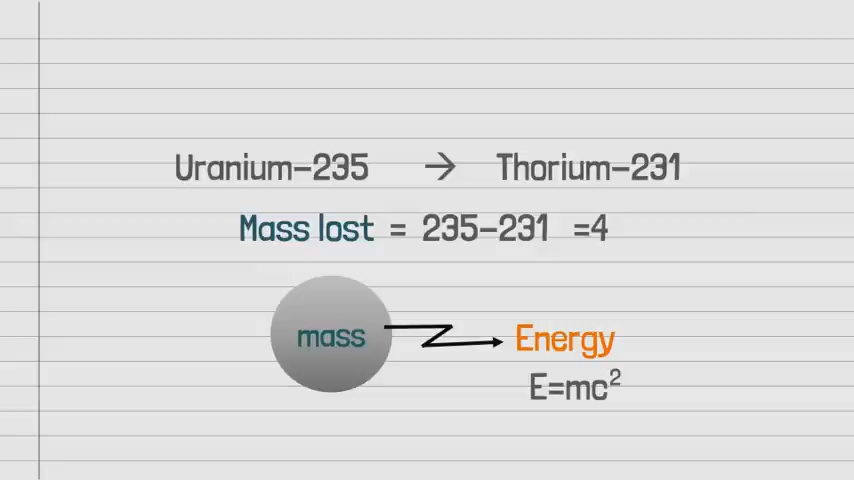 Uranium-235 → Thorium-231
Mass lost = 235-231 =4
mass Energy
E=mc²